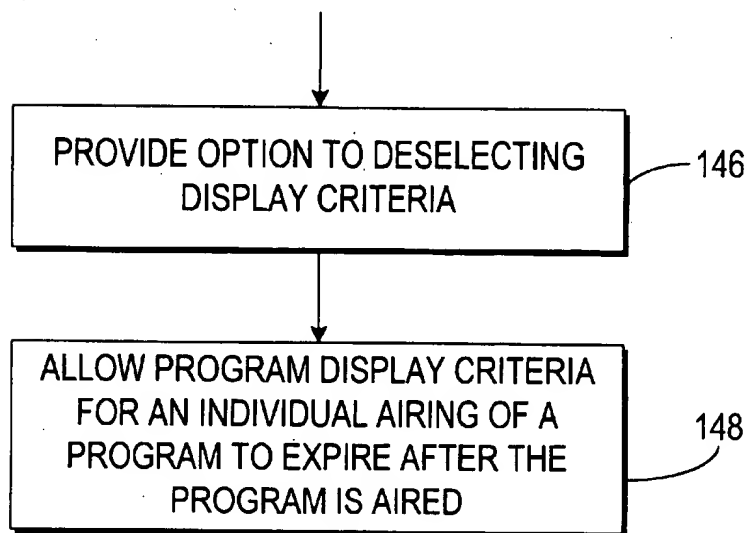 PROVIDE OPTION TO DESELECTING
DISPLAY CRITERIA
146
ALLOW PROGRAM DISPLAY CRITERIA
FOR AN INDIVIDUAL AIRING OF A
PROGRAM TO EXPIRE AFTER THE
PROGRAM IS AIRED
148